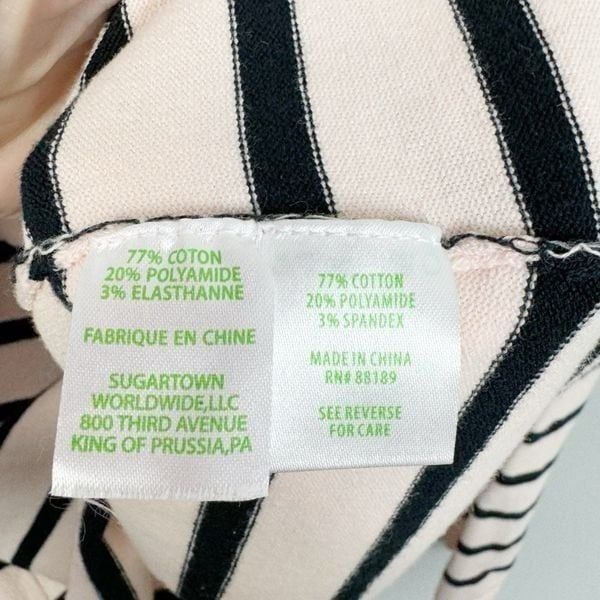 77% COTON
20% POLYAMIDE
3% ELASTHANNE
FABRIQUE EN CHINE
SUGARTOWN
WORLDWIDE,LLC
800 THIRD AVENUE
KING OF PRUSSIA,PA
77% COTTON
20% POLYAMIDE
3% SPANDEX
MADE IN CHINA
RN# 88189
SEE REVERSE
FOR CARE